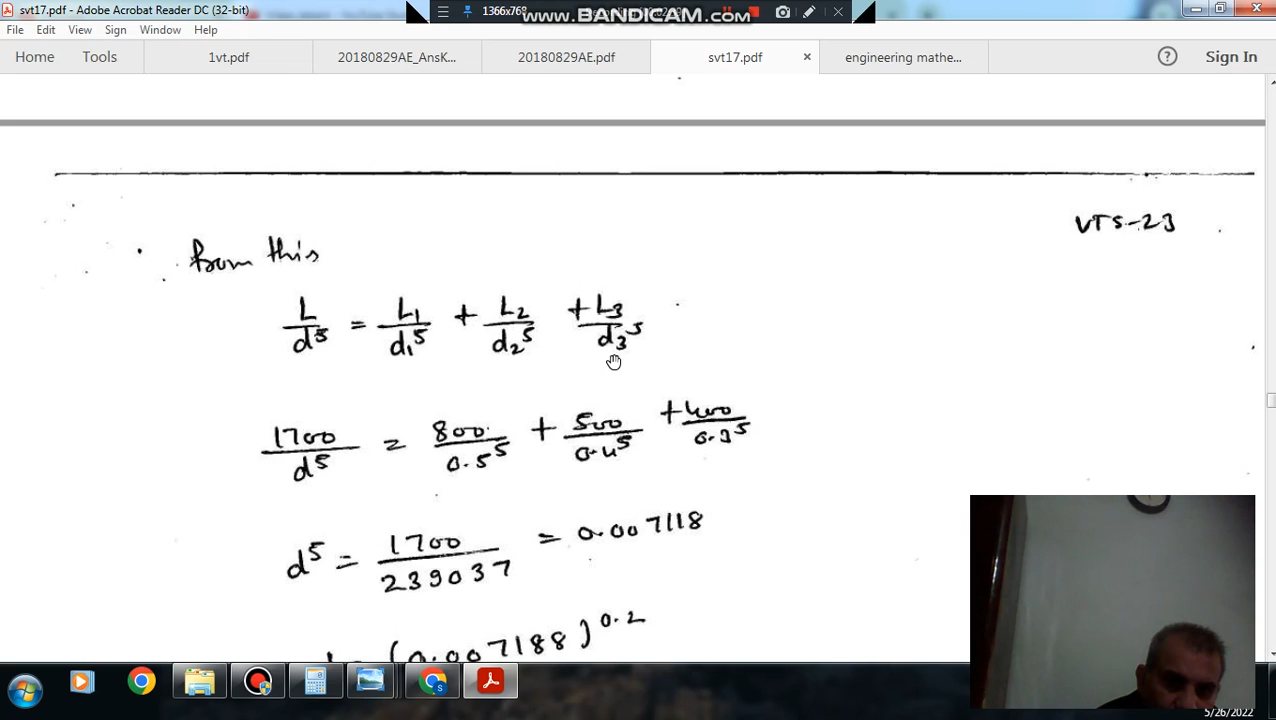 svt17.pdf - Adobe Acrobat Reader DC (32-bit)
1366x768
www.BANDICAM.com
File Edit View Sign Window Help
Home Tools 1vt.pdf 20180829AE_AnsK... 20180829AE.pdf svt17.pdf × engineering mathe... Sign In
VTS-23
From this
L/d⁵ = L₁/d₁⁵ + L₂/d₂⁵ + L₃/d₃⁵
1700/d⁵ = 800/0.5⁵ + 500/0.4⁵ + 400/0.3⁵
d⁵ = 1700/239037 = 0.007118
(0.007188)^0.2
5/26/2022